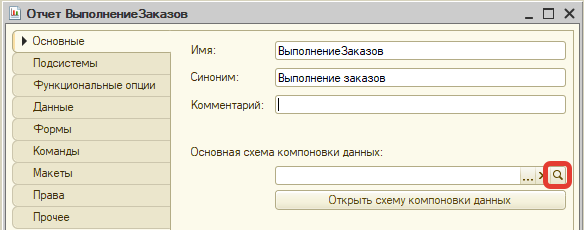 Отчет ВыполнениеЗаказов
Основные
Подсистемы
Функциональные опции
Данные
Формы
Команды
Макеты
Права
Прочее
Имя: ВыполнениеЗаказов
Синоним: Выполнение заказов
Комментарий:
Основная схема компоновки данных:
...
Открыть схему компоновки данных